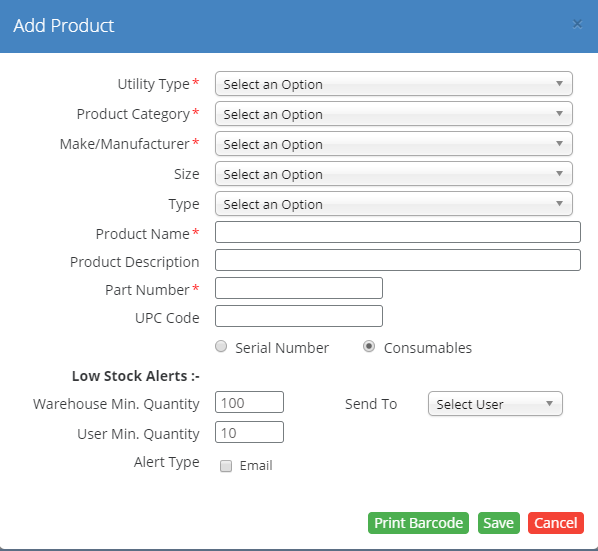 Add Product ×
Utility Type* Select an Option
Product Category* Select an Option
Make/Manufacturer* Select an Option
Size Select an Option
Type Select an Option
Product Name*
Product Description
Part Number*
UPC Code
Serial Number Consumables
Low Stock Alerts :-
Warehouse Min. Quantity 100 Send To Select User
User Min. Quantity 10
Alert Type Email
Print Barcode Save Cancel